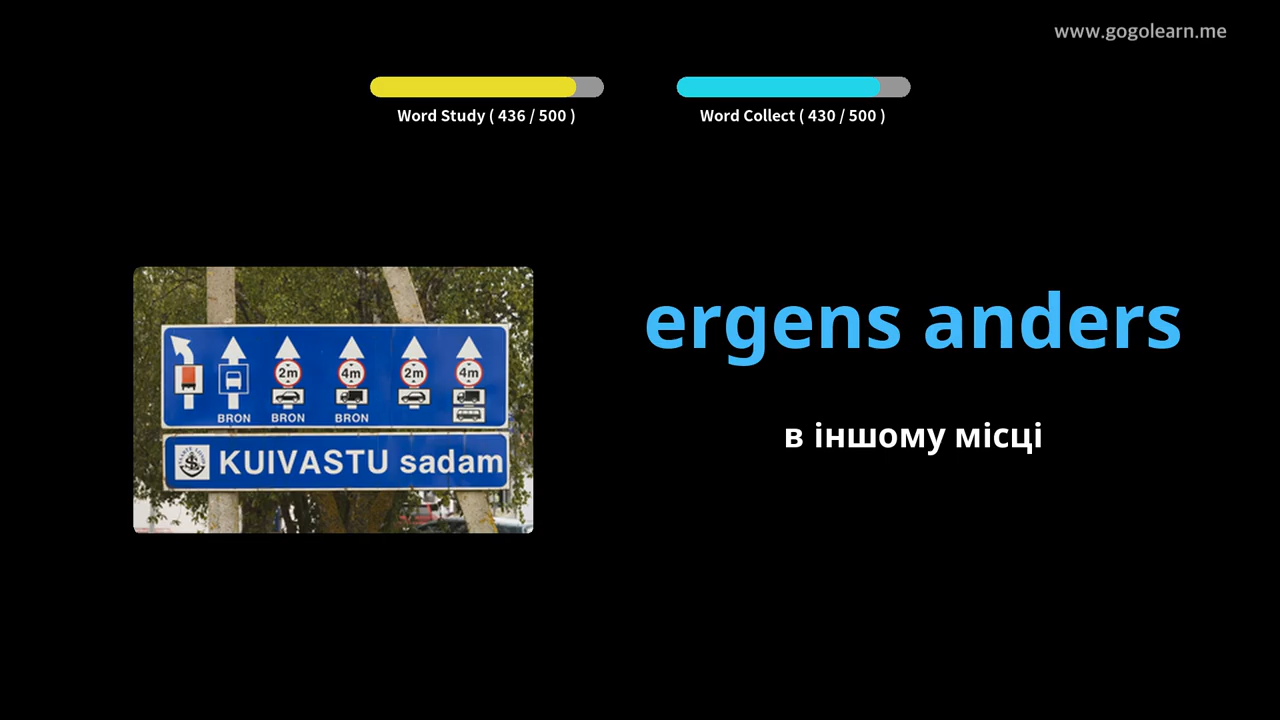 www.gogolearn.me
Word Study ( 436 / 500 )
Word Collect ( 430 / 500 )
ergens anders
в іншому місці
2m
4m
2m
4m
BRON
BRON
BRON
KUIVASTU sadam